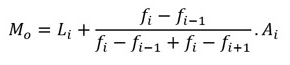 M_o = L_i + \frac{f_i - f_{i-1}}{f_i - f_{i-1} + f_i - f_{i+1}} . A_i